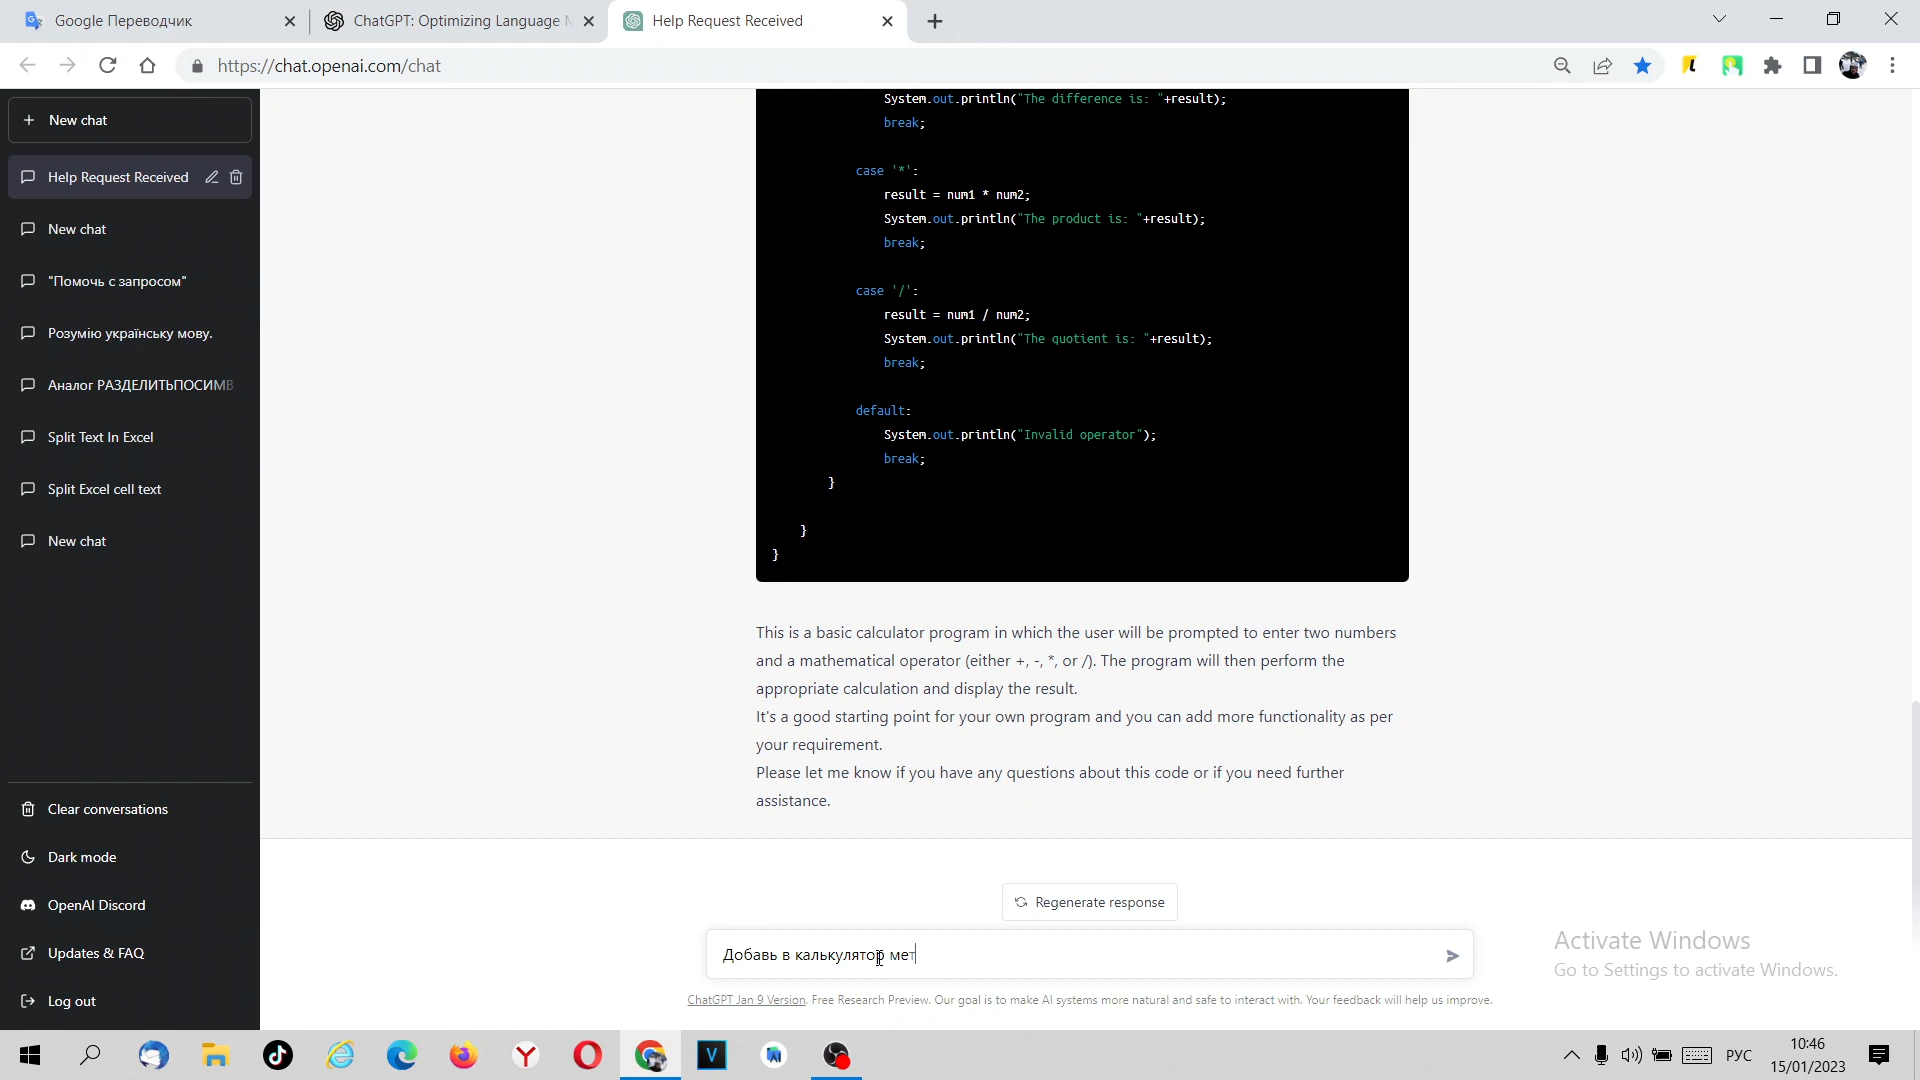 Google Переводчик
ChatGPT: Optimizing Language
Help Request Received
https://chat.openai.com/chat
New chat
Help Request Received
New chat
"Помочь с запросом"
Розумію українську мову.
Аналог РАЗДЕЛИТЬПОСИМВ
Split Text In Excel
Split Excel cell text
New chat
Clear conversations
Dark mode
OpenAI Discord
Updates & FAQ
Log out
System.out.println("The difference is: "+result);
break;
case '*':
result = num1 * num2;
System.out.println("The product is: "+result);
break;
case '/':
result = num1 / num2;
System.out.println("The quotient is: "+result);
break;
default:
System.out.println("Invalid operator");
break;
}
}
}
This is a basic calculator program in which the user will be prompted to enter two numbers
and a mathematical operator (either +, -, *, or /). The program will then perform the
appropriate calculation and display the result.
It's a good starting point for your own program and you can add more functionality as per
your requirement.
Please let me know if you have any questions about this code or if you need further
assistance.
Regenerate response
Добавь в калькулятор мет
ChatGPT Jan 9 Version. Free Research Preview. Our goal is to make AI systems more natural and safe to interact with. Your feedback will help us improve.
Activate Windows
Go to Settings to activate Windows.
РУС
10:46
15/01/2023